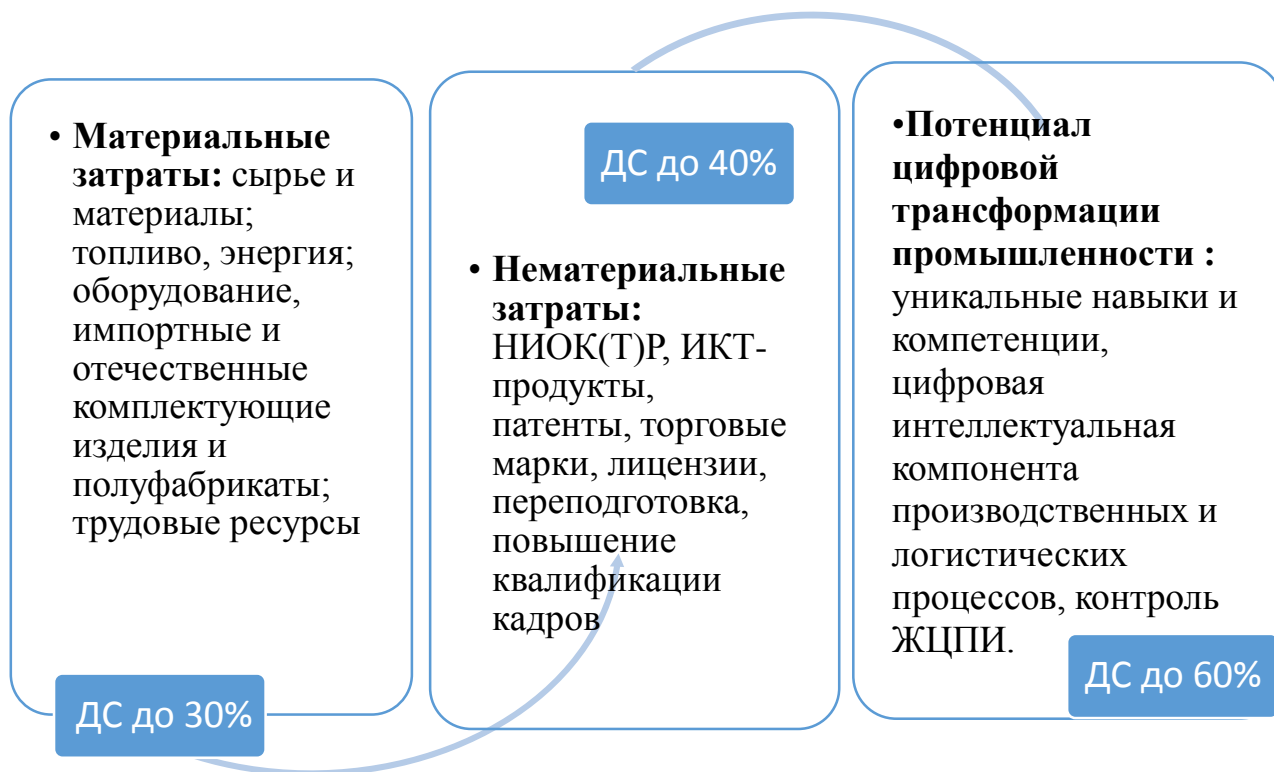 • Материальные
затраты: сырье и
материалы;
топливо, энергия;
оборудование,
импортные и
отечественные
комплектующие
изделия и
полуфабрикаты;
трудовые ресурсы
ДС до 30%
ДС до 40%
• Нематериальные
затраты:
НИОК(Т)Р, ИКТ-
продукты,
патенты, торговые
марки, лицензии,
переподготовка,
повышение
квалификации
кадров
•Потенциал
цифровой
трансформации
промышленности :
уникальные навыки и
компетенции,
цифровая
интеллектуальная
компонента
производственных и
логистических
процессов, контроль
ЖЦПИ.
ДС до 60%